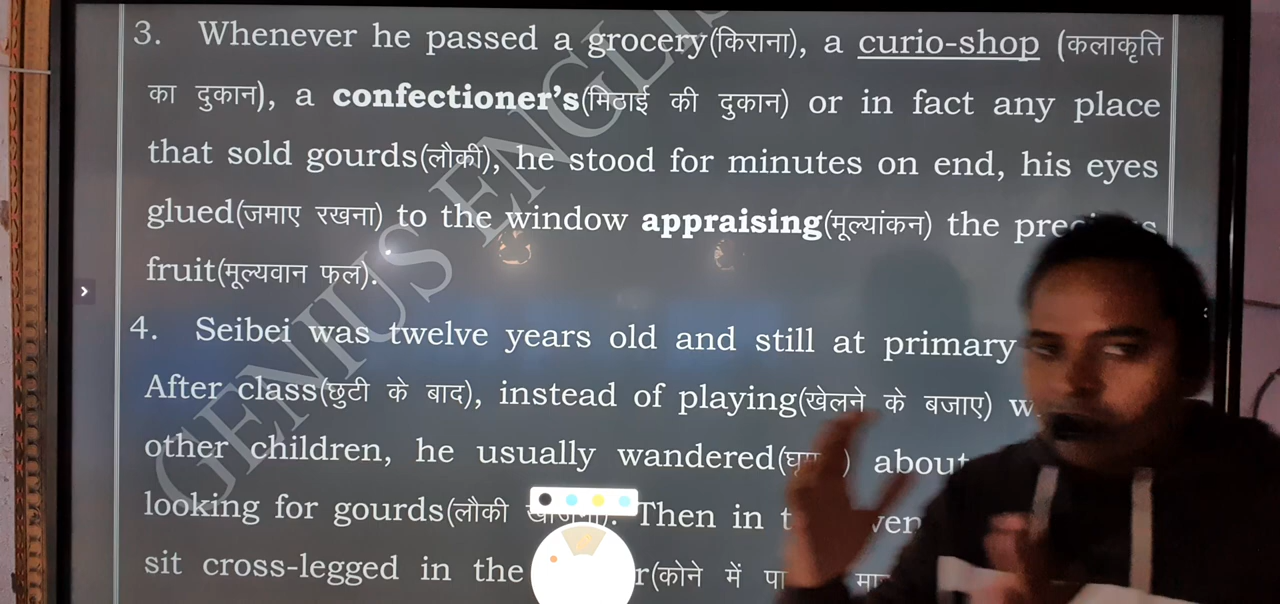 3. Whenever he passed a grocery(किराना), a curio-shop (कलाकृति
का दुकान), a confectioner's(मिठाई की दुकान) or in fact any place
that sold gourds(लौकी), he stood for minutes on end, his eyes
glued(जमाए रखना) to the window appraising(मूल्यांकन) the
fruit(मूल्यवान फल).
4. Seibei was twelve years old and still at primary
After class(छुटी के बाद), instead of playing(खेलने के बजाए)
other children, he usually wandered( ) about
looking for gourds(लौकी Then in
sit cross-legged in the (कोने में
GENIUS ENGLIS